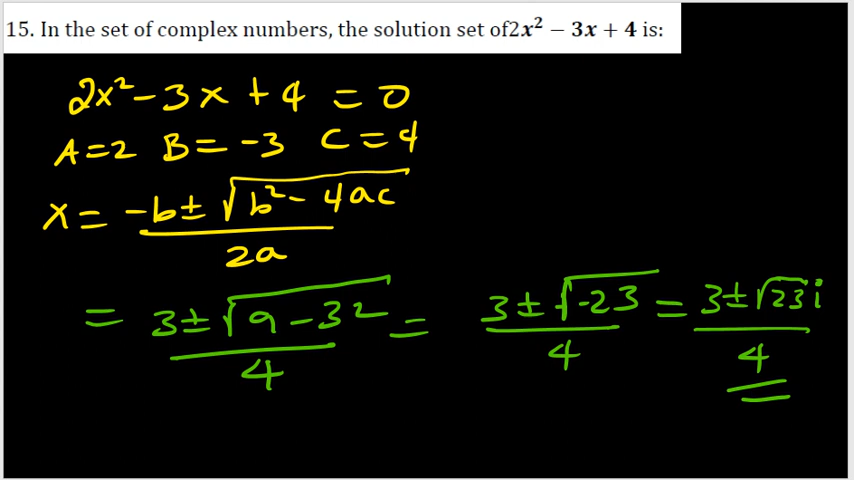 15. In the set of complex numbers, the solution set of2x² − 3x + 4 is:
2x² - 3x + 4 = 0
A = 2 B = -3 C = 4
x = (-b ± √(b² - 4ac)) / 2a
= (3 ± √(9 - 32)) / 4 = (3 ± √(-23)) / 4 = (3 ± √23 i) / 4